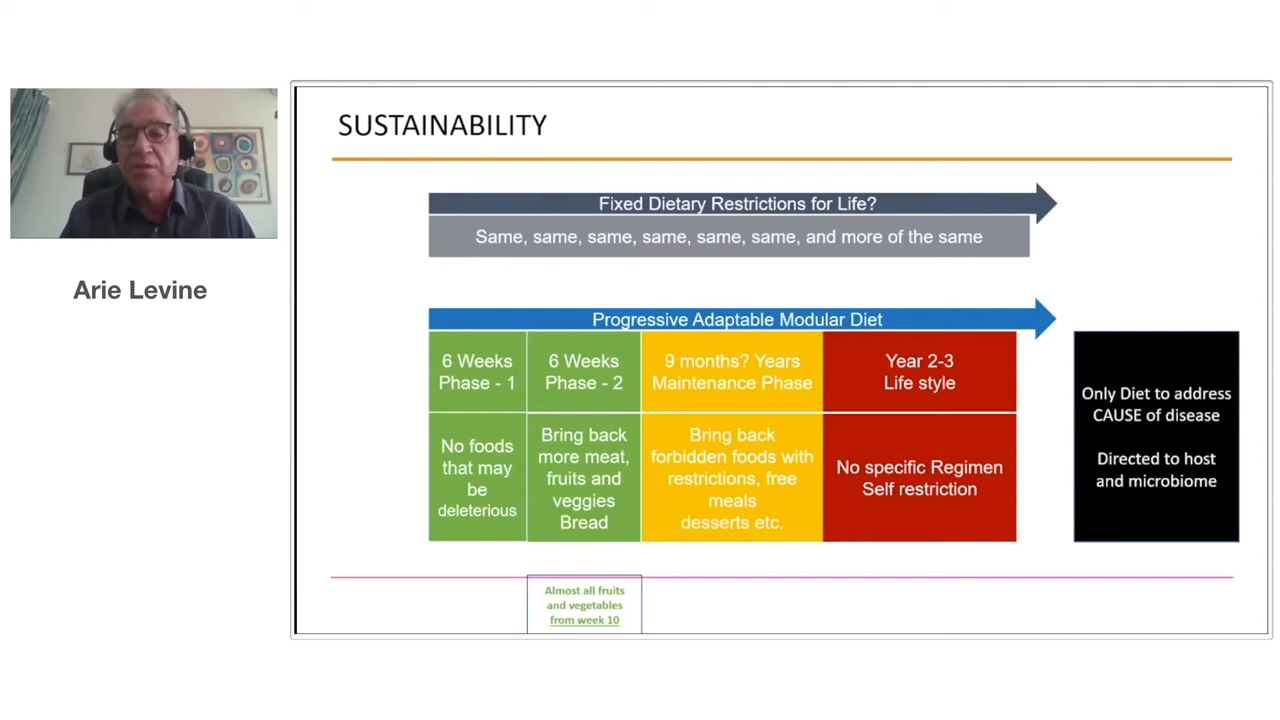 SUSTAINABILITY
Arie Levine
Fixed Dietary Restrictions for Life?
Same, same, same, same, same, same, and more of the same
Progressive Adaptable Modular Diet
6 Weeks
Phase - 1
6 Weeks
Phase - 2
9 months? Years
Maintenance Phase
Year 2-3
Life style
No foods
that may
be
deleterious
Bring back
more meat,
fruits and
veggies
Bread
Bring back
forbidden foods with
restrictions, free
meals
desserts etc.
No specific Regimen
Self restriction
Only Diet to address
CAUSE of disease
Directed to host
and microbiome
Almost all fruits
and vegetables
from week 10